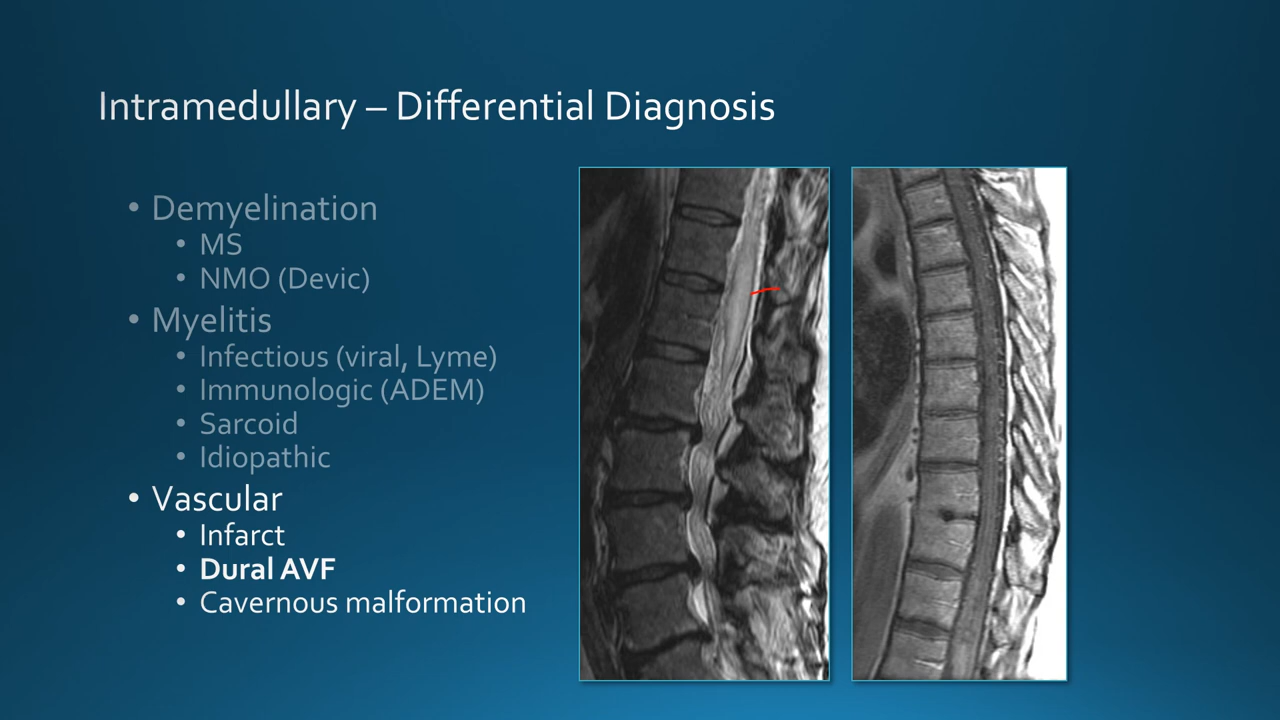 Intramedullary – Differential Diagnosis
• Demyelination
• MS
• NMO (Devic)
• Myelitis
• Infectious (viral, Lyme)
• Immunologic (ADEM)
• Sarcoid
• Idiopathic
• Vascular
• Infarct
• Dural AVF
• Cavernous malformation